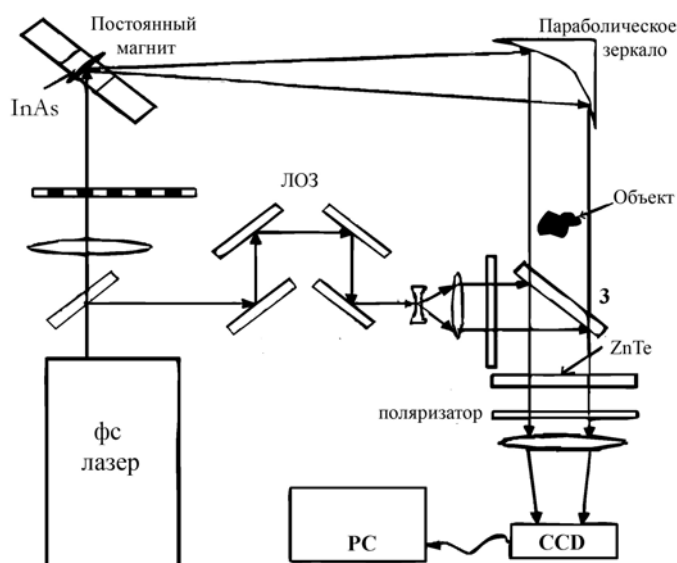 Постоянный
магнит
Параболическое
зеркало
InAs
ЛОЗ
Объект
3
ZnTe
поляризатор
фс
лазер
PC
CCD